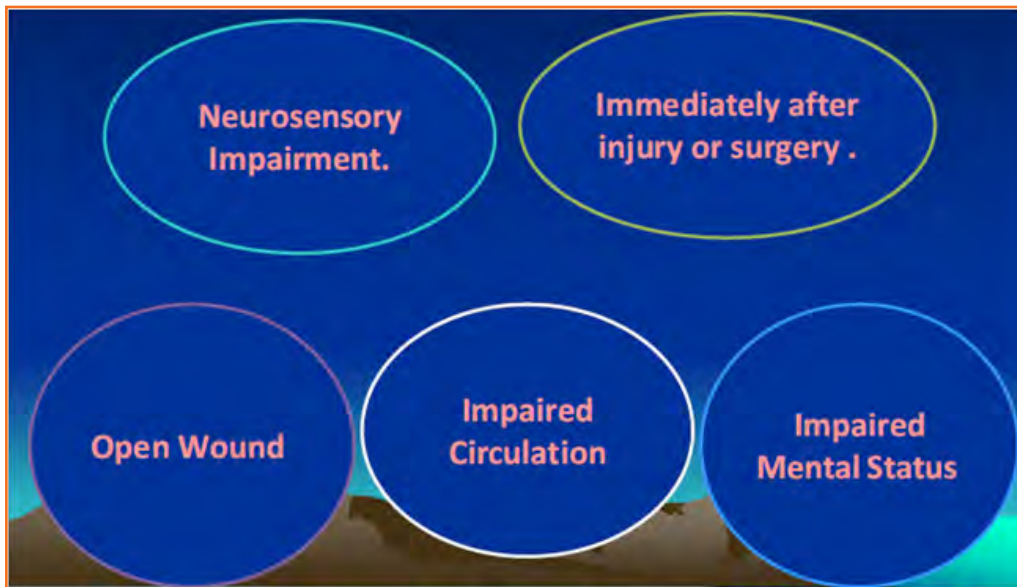 Neurosensory
Impairment.
Immediately after
injury or surgery .
Open Wound
Impaired
Circulation
Impaired
Mental Status